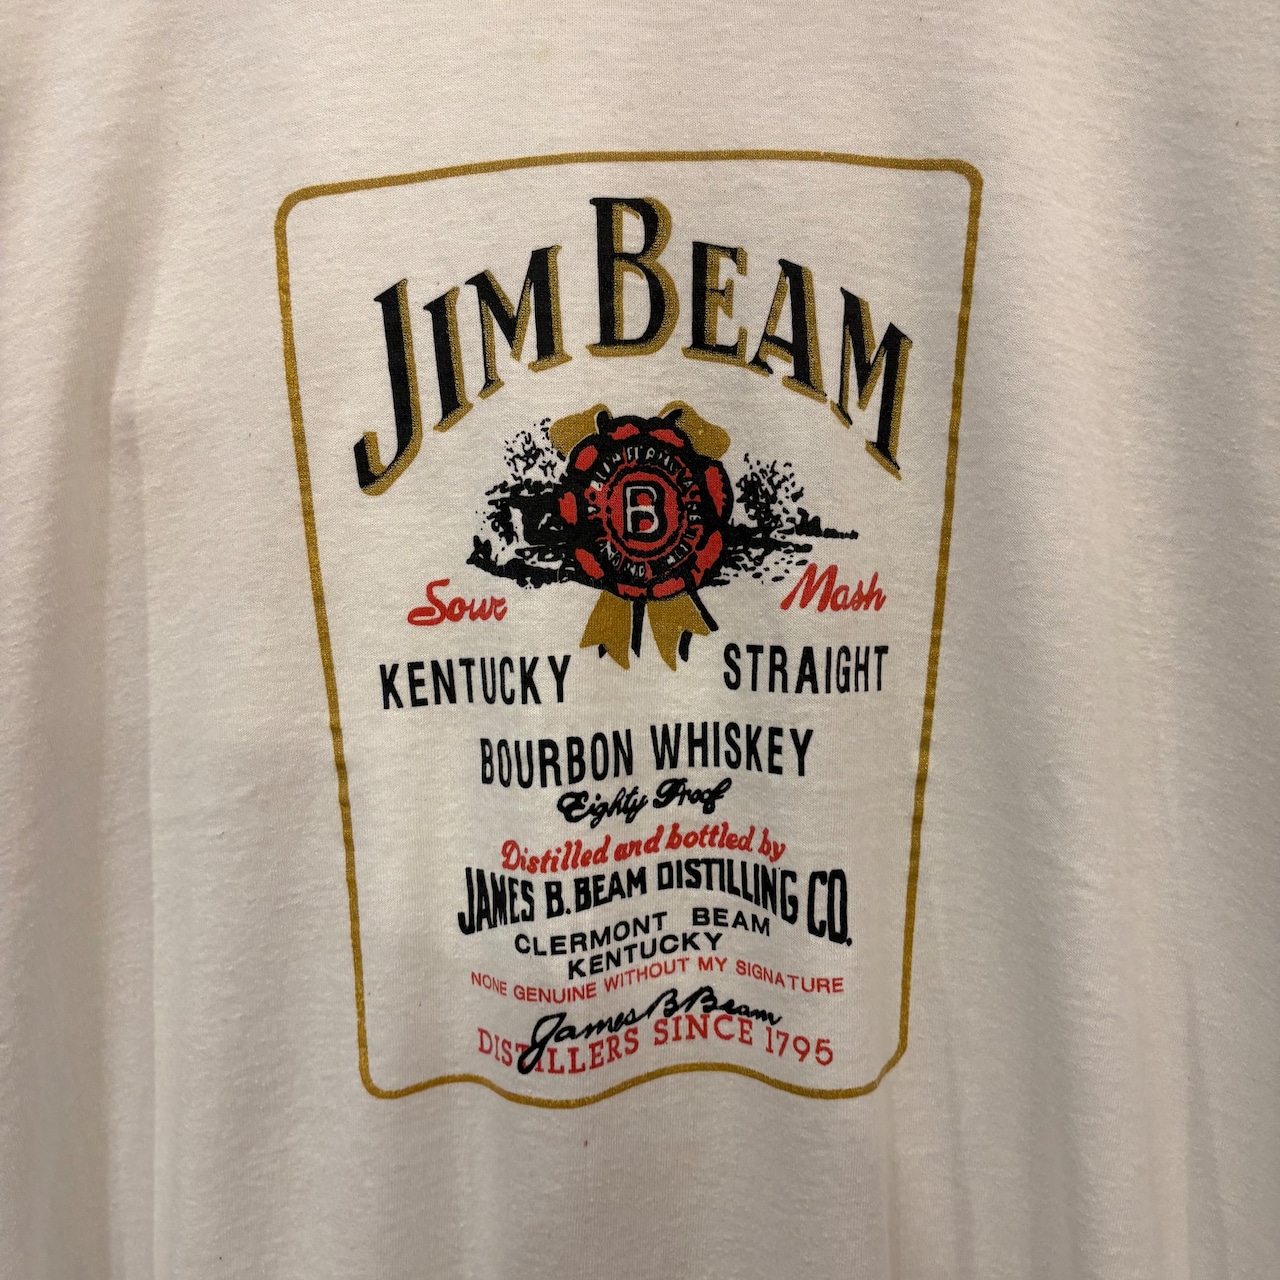 JIM BEAM
B
Sour Mash
KENTUCKY STRAIGHT
BOURBON WHISKEY
Eighty Proof
Distilled and bottled by
JAMES B. BEAM DISTILLING CO.
CLERMONT BEAM
KENTUCKY
NONE GENUINE WITHOUT MY SIGNATURE
James B Beam
DISTILLERS SINCE 1795